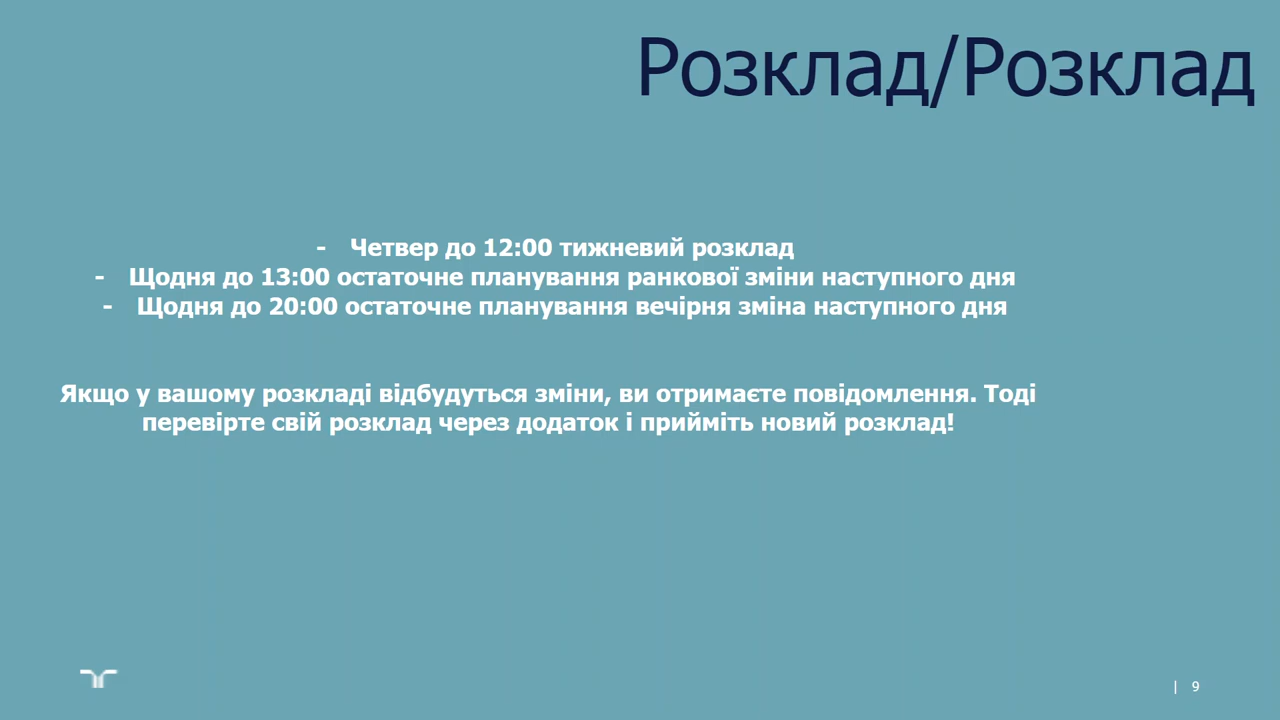 Розклад/Розклад
- Четвер до 12:00 тижневий розклад
- Щодня до 13:00 остаточне планування ранкової зміни наступного дня
- Щодня до 20:00 остаточне планування вечірня зміна наступного дня
Якщо у вашому розкладі відбудуться зміни, ви отримаєте повідомлення. Тоді
перевірте свій розклад через додаток і прийміть новий розклад!
| 9